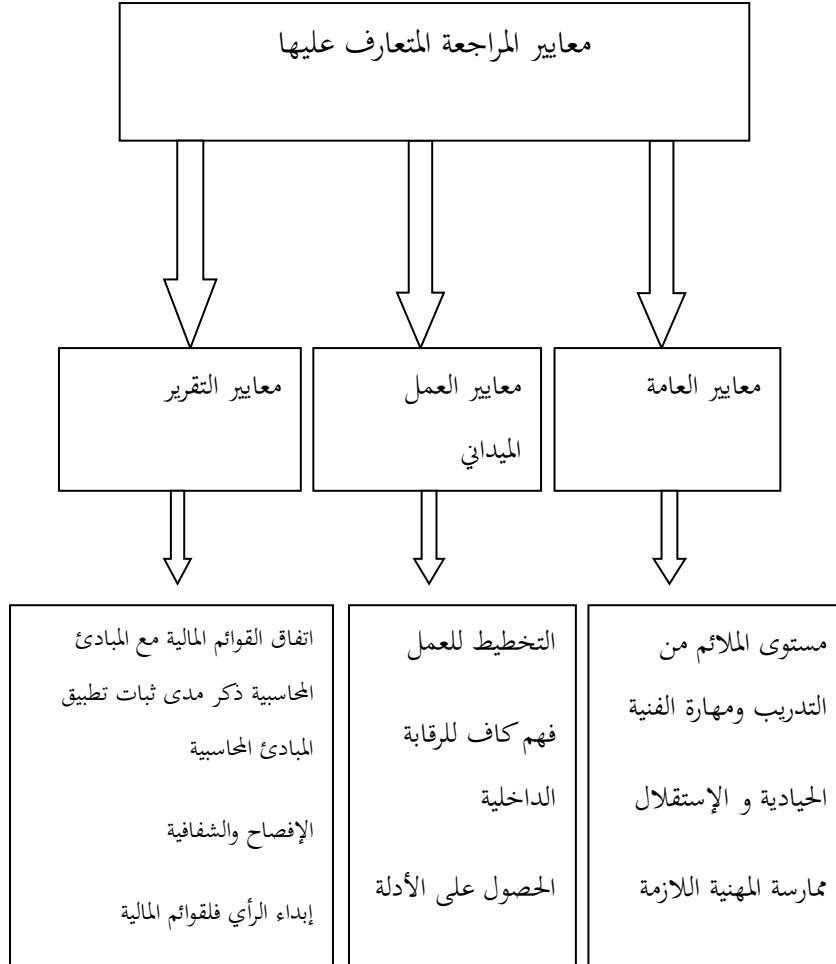 معايير المراجعة المتعارف عليها
معايير العامة
معايير العمل
الميداني
معايير التقرير
مستوى الملائم من
التدريب ومهارة الفنية
الحيادية و الإستقلال
ممارسة المهنية اللازمة
التخطيط للعمل
فهم كاف للرقابة
الداخلية
الحصول على الأدلة
اتفاق القوائم المالية مع المبادئ
المحاسبية ذكر مدى ثبات تطبيق
المبادئ المحاسبية
الإفصاح والشفافية
إبداء الرأي فلقوائم المالية